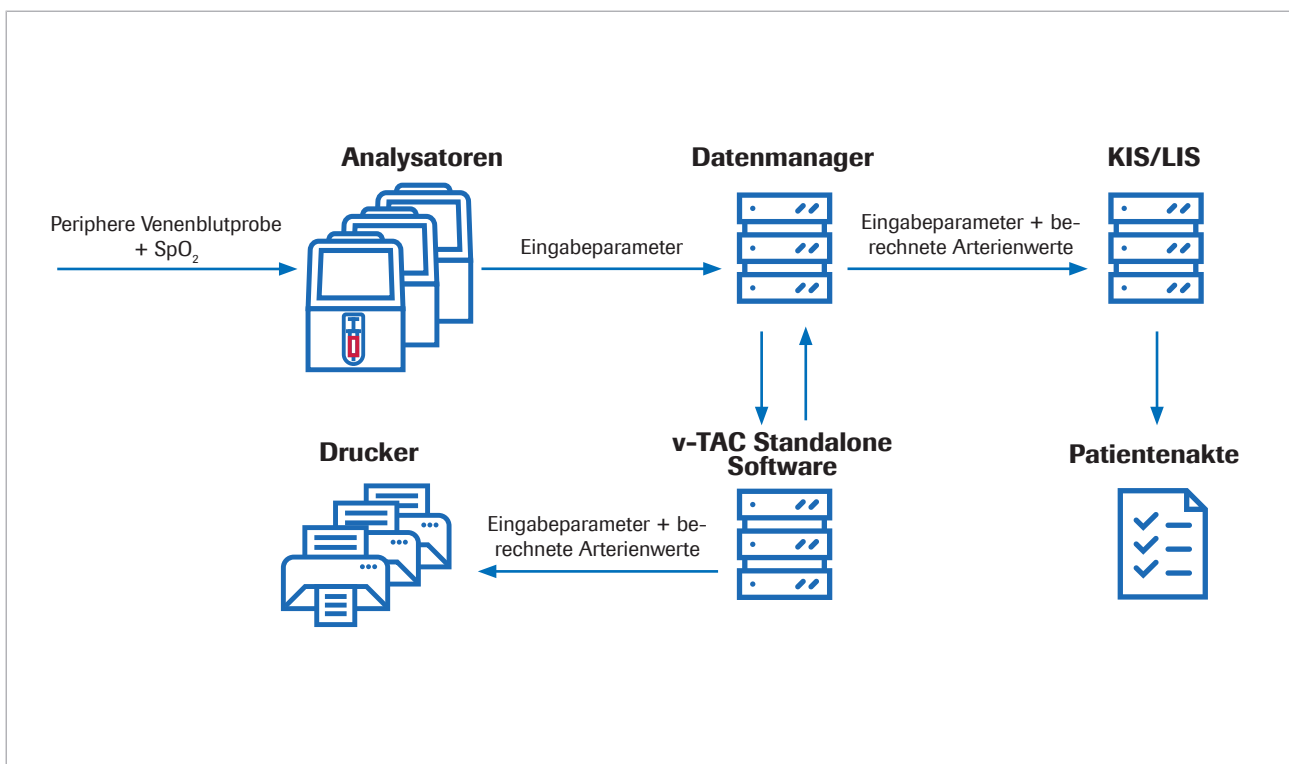 Analysatoren
Datenmanager
KIS/LIS
Periphere Venenblutprobe
+ SpO₂
Eingabeparameter
Eingabeparameter + be-
rechnete Arterienwerte
Drucker
v-TAC Standalone
Software
Patientenakte
Eingabeparameter + be-
rechnete Arterienwerte